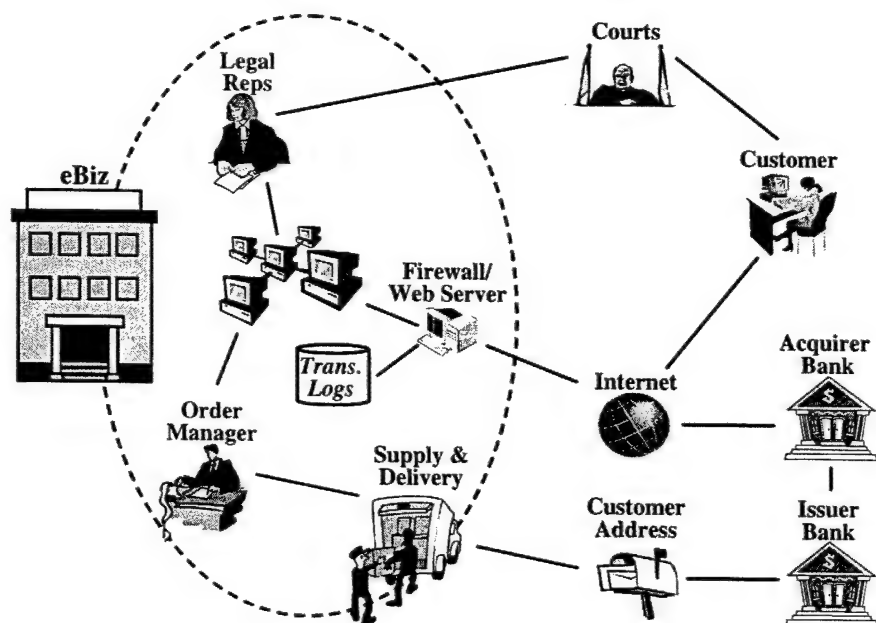 Courts
Legal
Reps
Customer
eBiz
Firewall/
Web Server
Trans.
Logs
Internet
Acquirer
Bank
$
Order
Manager
Supply &
Delivery
Customer
Address
Issuer
Bank
$